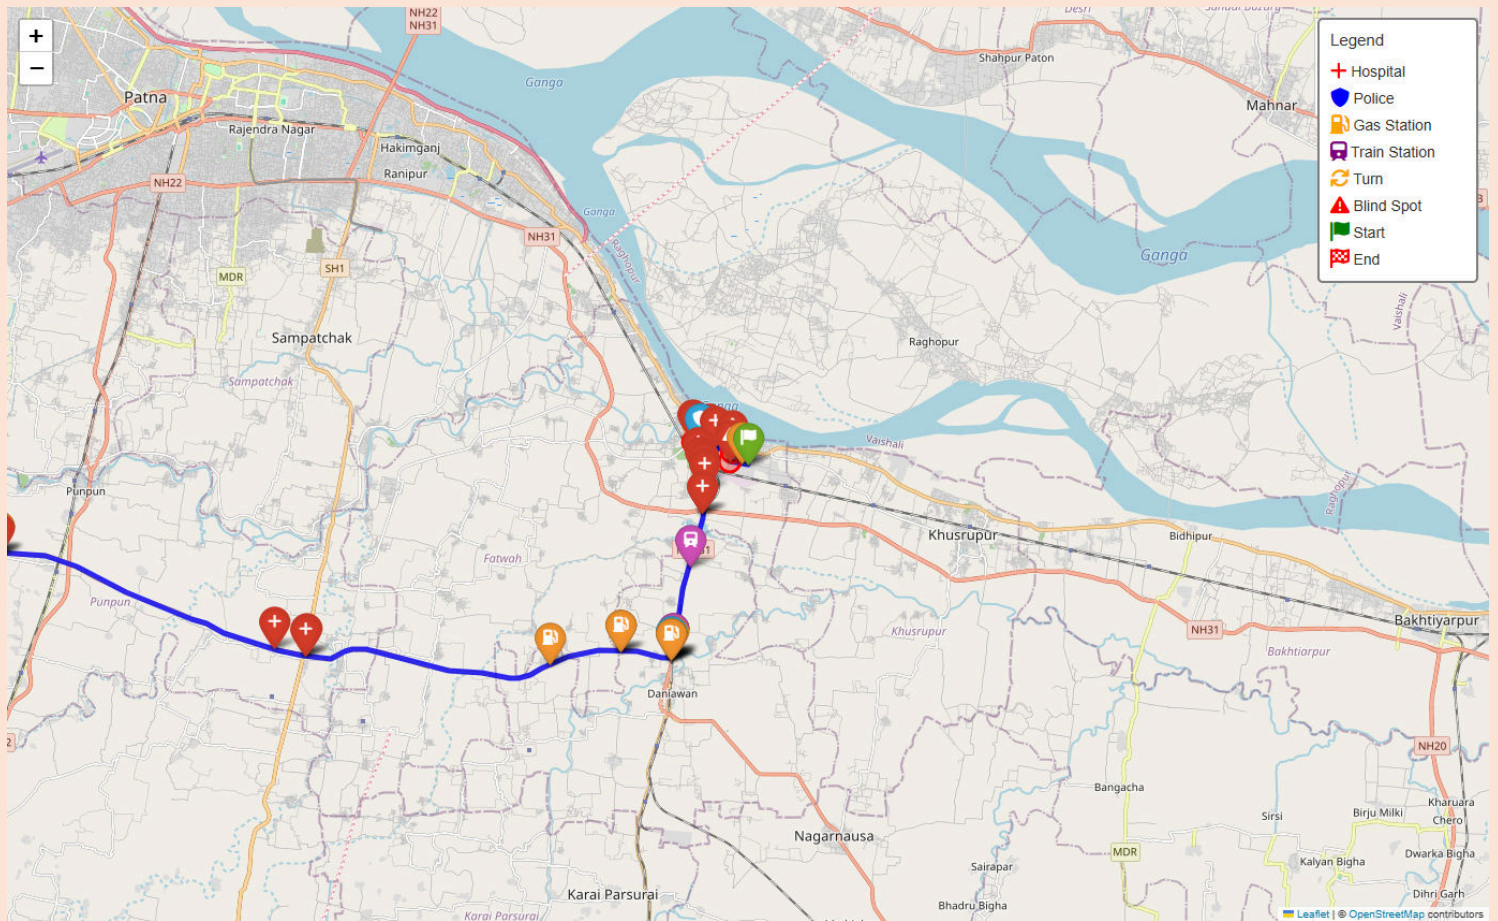 +
−
NH22
NH31
Desri
Shahpur Paton
Ganga
Patna
Mahnar
Rajendra Nagar
Hakimganj
Ranipur
NH22
Ganga
NH31
Raghopur
SH1
MDR
Ganga
Vaishali
Sampatchak
Raghopur
Sampatchak
Ganga
Vaishali
Punpun
Raghopur
Khusrupur
Bidhipur
Fatwah
Punpun
Khusrupur
NH31
Bakhtiyarpur
Bakhtiarpur
Daniawan
2
NH20
Bangacha
Sirsi
Birju Milki
Kharuara
Chero
Nagarnausa
MDR
Sairapar
Kalyan Bigha
Dwarka Bigha
Karai Parsurai
Bhadru Bigha
Dihri Garh
Karai Parsurai
Legend
Hospital
Police
Gas Station
Train Station
Turn
Blind Spot
Start
End
Leaflet | © OpenStreetMap contributors